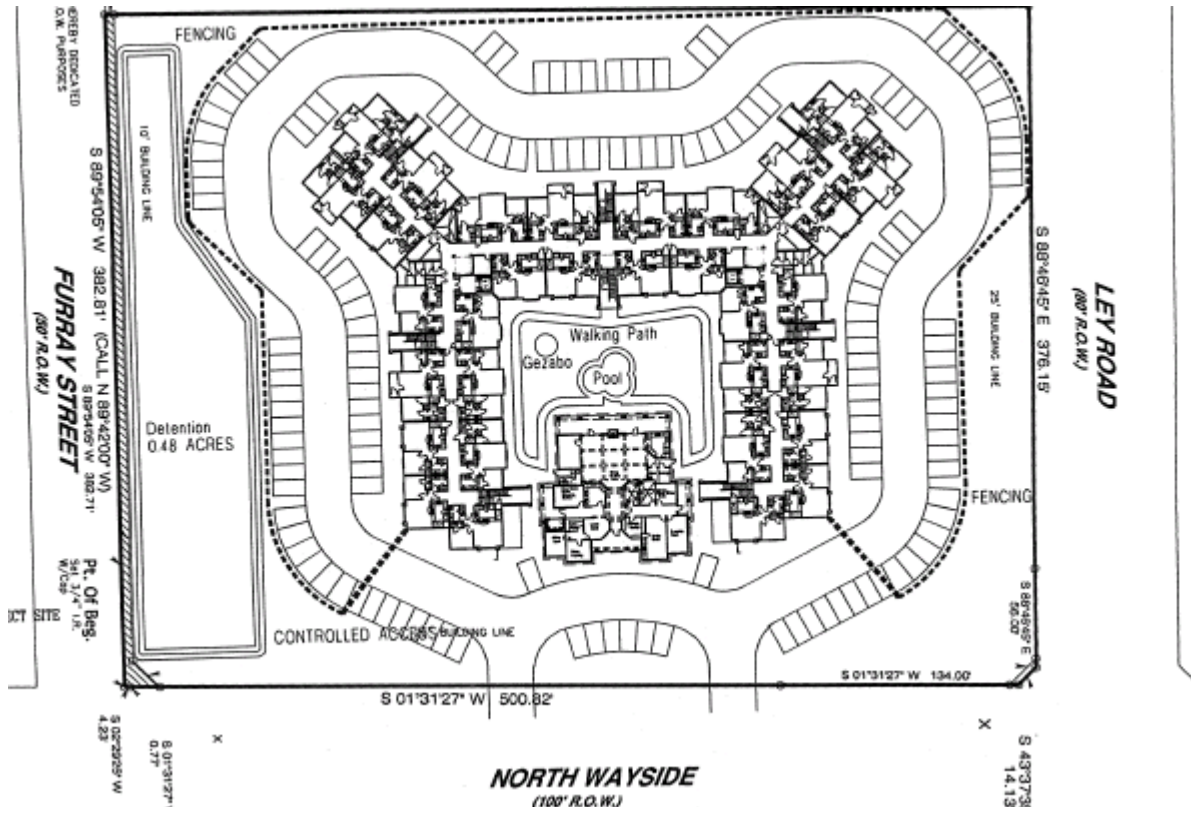 HEREBY DEDICATED
O.W. PURPOSES
FENCING
10' BUILDING LINE
S 89°54'05" W 382.81' (CALL N 89°42'00" W)
S 89°54'05" W 382.71'
FURRAY STREET
(30' R.O.W.)
Detention
0.48 ACRES
Pt. Of Beg.
Set 3/4" I.R.
W/Cap
ECT SITE
Walking Path
Gezabo
Pool
25' BUILDING LINE
S 88°46'45" E 376.15'
LEY ROAD
(80' R.O.W.)
FENCING
S 88°46'45" E
56.00'
CONTROLLED ACCESS
BUILDING LINE
S 01°31'27" W 134.00'
S 01°31'27" W 500.82'
S 02°29'25" W
4.23'
S 01°31'27"
0.77'
X
X
S 43°37'3
14.13
NORTH WAYSIDE
(100' R.O.W.)